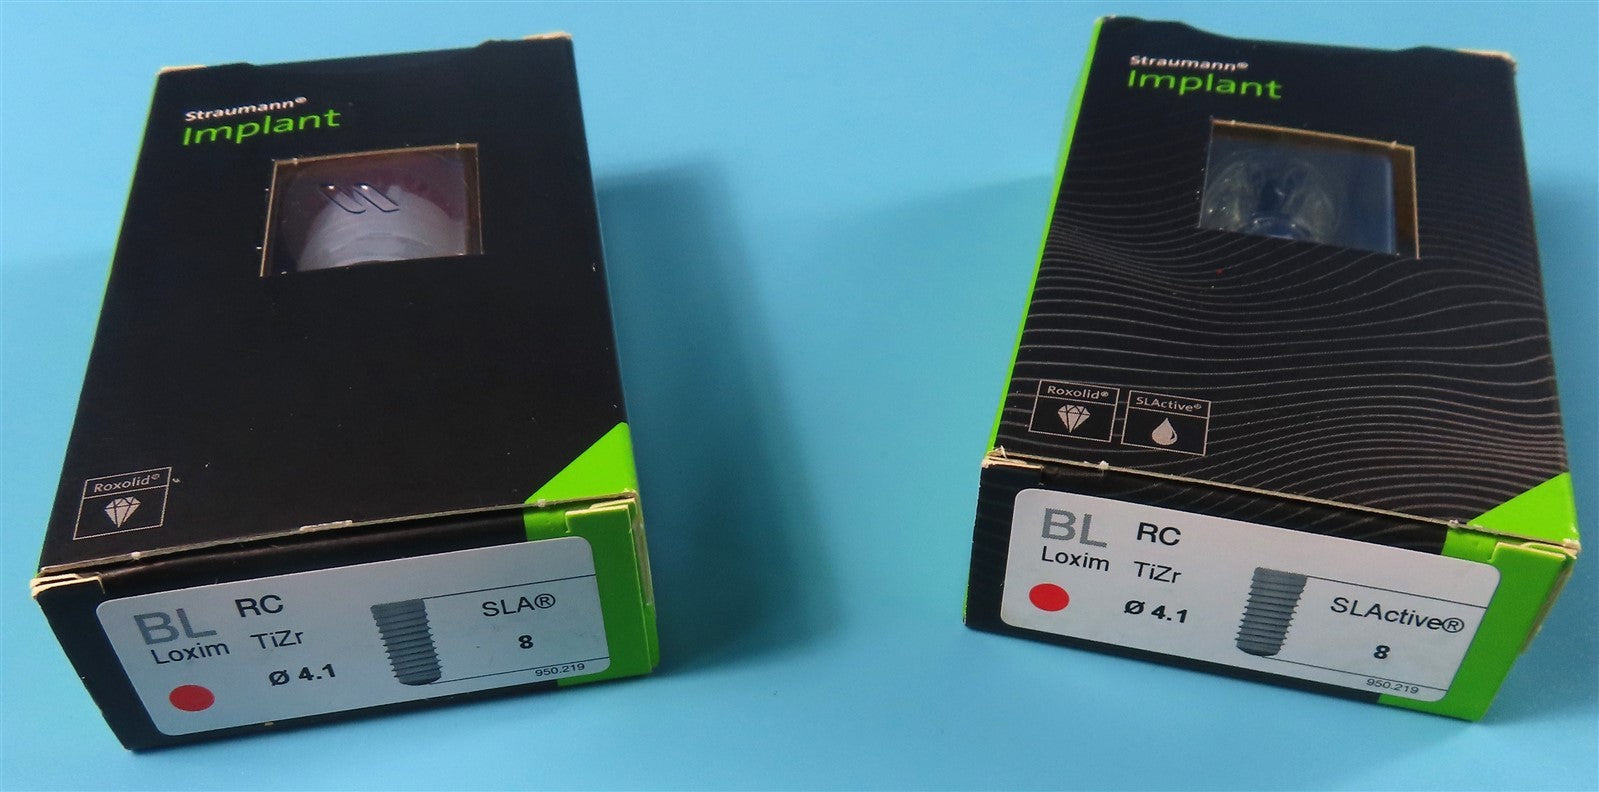 Straumann®
Implant
Roxolid®
BL RC
Loxim TiZr
Ø 4.1
SLA®
8
950.219
Straumann®
Implant
Roxolid®
SLActive®
BL RC
Loxim TiZr
Ø 4.1
SLActive®
8
950.219